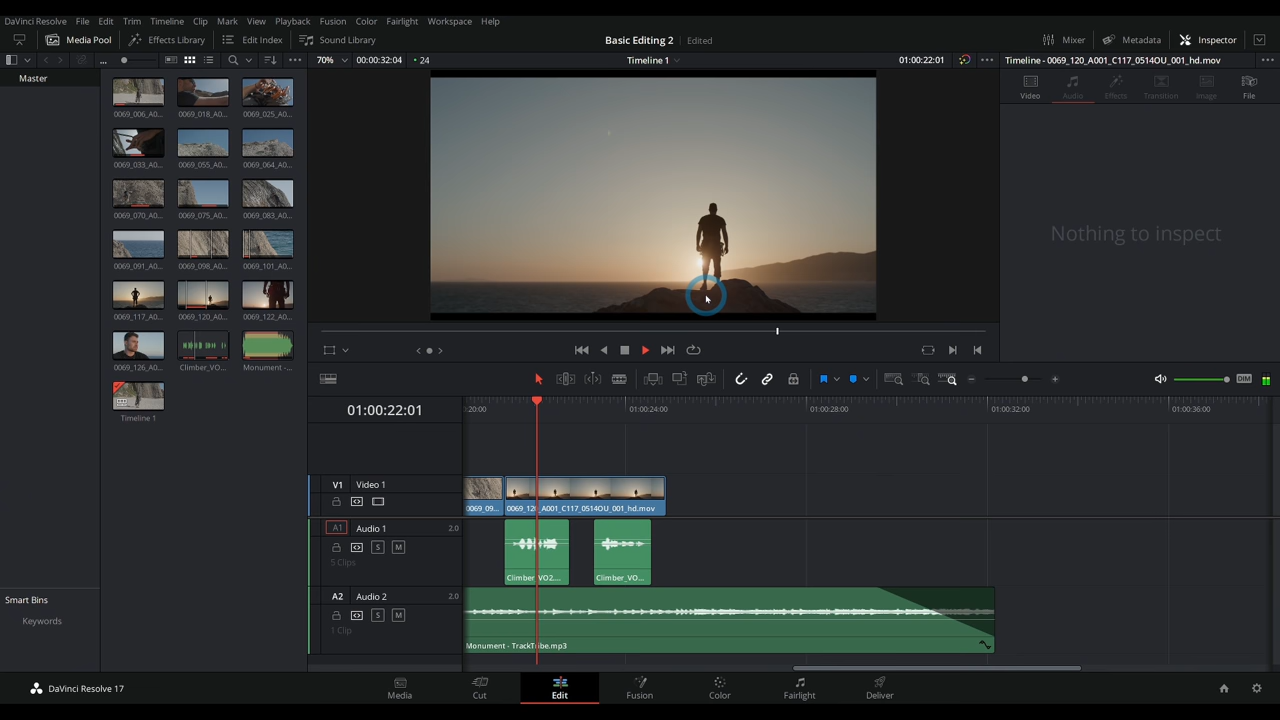 DaVinci Resolve File Edit Trim Timeline Clip Mark View Playback Fusion Color Fairlight Workspace Help
Media Pool Effects Library Edit Index Sound Library Basic Editing 2 Edited Mixer Metadata Inspector
... 70% 00:00:32:04 24 Timeline 1 01:00:22:01 Timeline - 0069_120_A001_C117_0514OU_001_hd.mov
Master
Video Audio Effects Transition Image File
0069_006_A0... 0069_018_A0... 0069_025_A0...
0069_033_A0... 0069_055_A0... 0069_064_A0...
0069_070_A0... 0069_075_A0... 0069_083_A0...
Nothing to inspect
0069_091_A0... 0069_098_A0... 0069_101_A0...
0069_117_A0... 0069_120_A0... 0069_122_A0...
0069_126_A0... Climber_VO... Monument -...
Timeline 1
DIM
01:00:22:01
:20:00 01:00:24:00 01:00:28:00 01:00:32:00 01:00:36:00
V1 Video 1
0069_09... 0069_120_A001_C117_0514OU_001_hd.mov
A1 Audio 1 2.0
S M
5 Clips
Climber_VO2.... Climber_VO...
A2 Audio 2 2.0
S M
1 Clip
Monument - TrackTribe.mp3
Smart Bins
Keywords
DaVinci Resolve 17
Media Cut Edit Fusion Color Fairlight Deliver